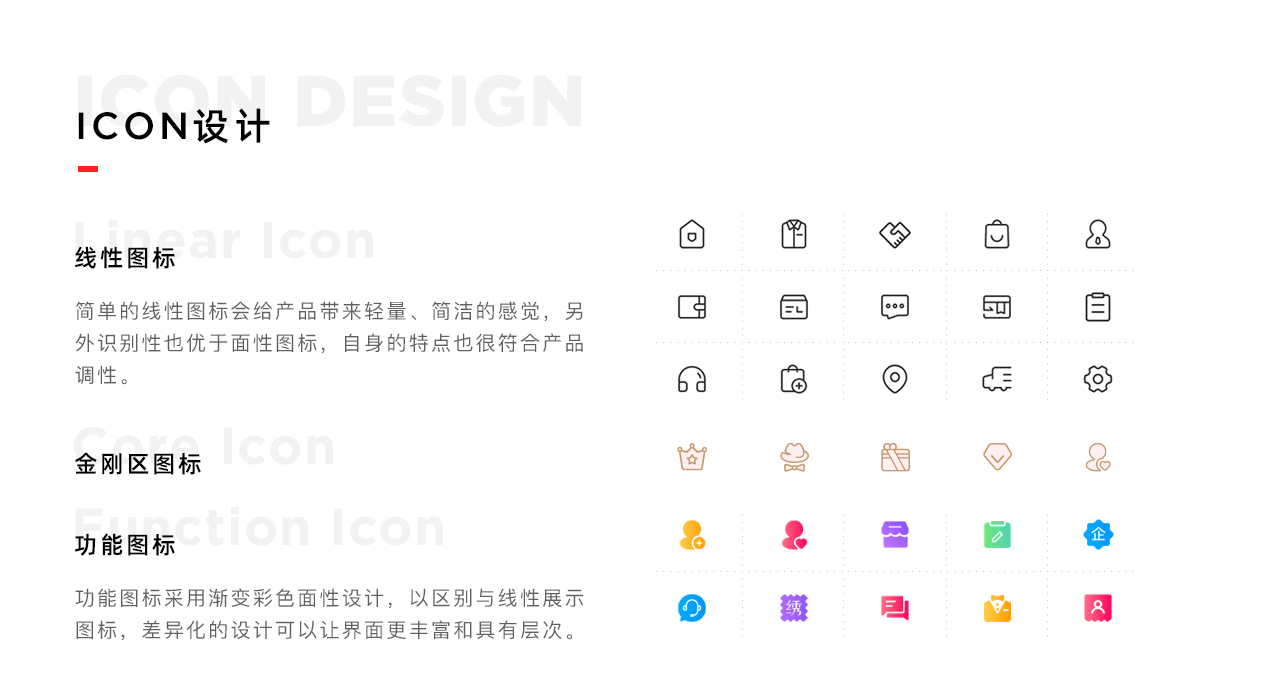 ICON DESIGN
ICON设计
Linear Icon
线性图标
简单的线性图标会给产品带来轻量、简洁的感觉，另
外识别性也优于面性图标，自身的特点也很符合产品
调性。
Core Icon
金刚区图标
Function Icon
功能图标
功能图标采用渐变彩色面性设计，以区别与线性展示
图标，差异化的设计可以让界面更丰富和具有层次。
企
绣